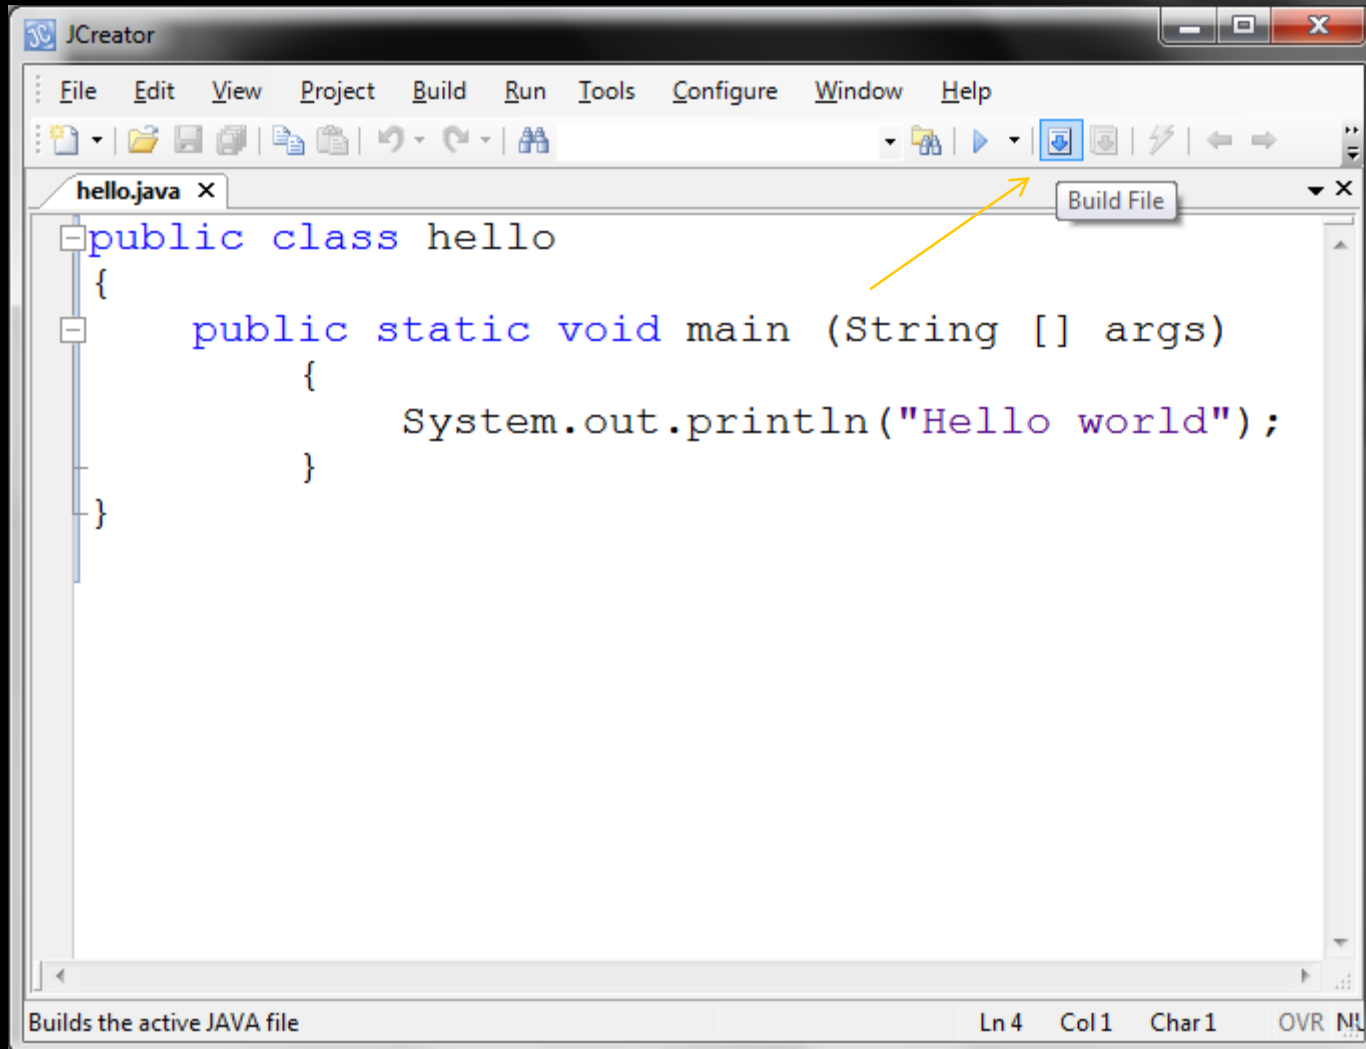 JCreator
File Edit View Project Build Run Tools Configure Window Help
hello.java
Build File
public class hello
{
public static void main (String [] args)
{
System.out.println("Hello world");
}
}
Builds the active JAVA file Ln 4 Col 1 Char 1 OVR